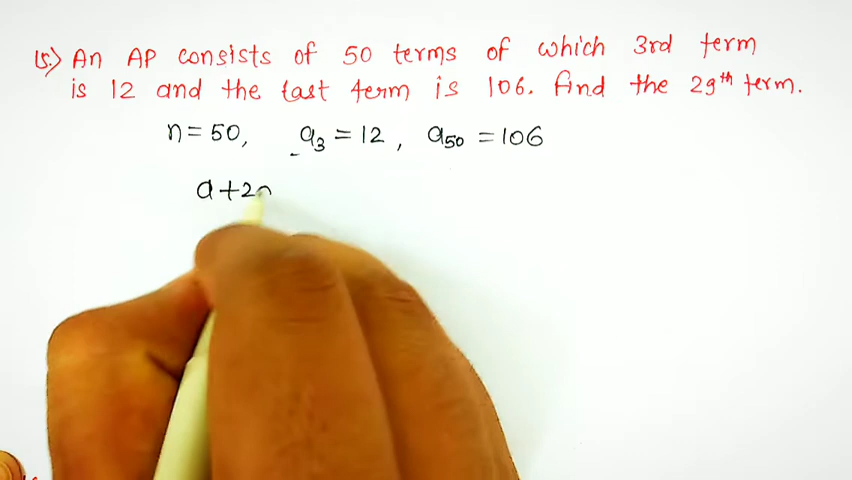 15.) An AP consists of 50 terms of which 3rd term
is 12 and the last term is 106. Find the 29th term.
n = 50, a3 = 12, a50 = 106
a + 2